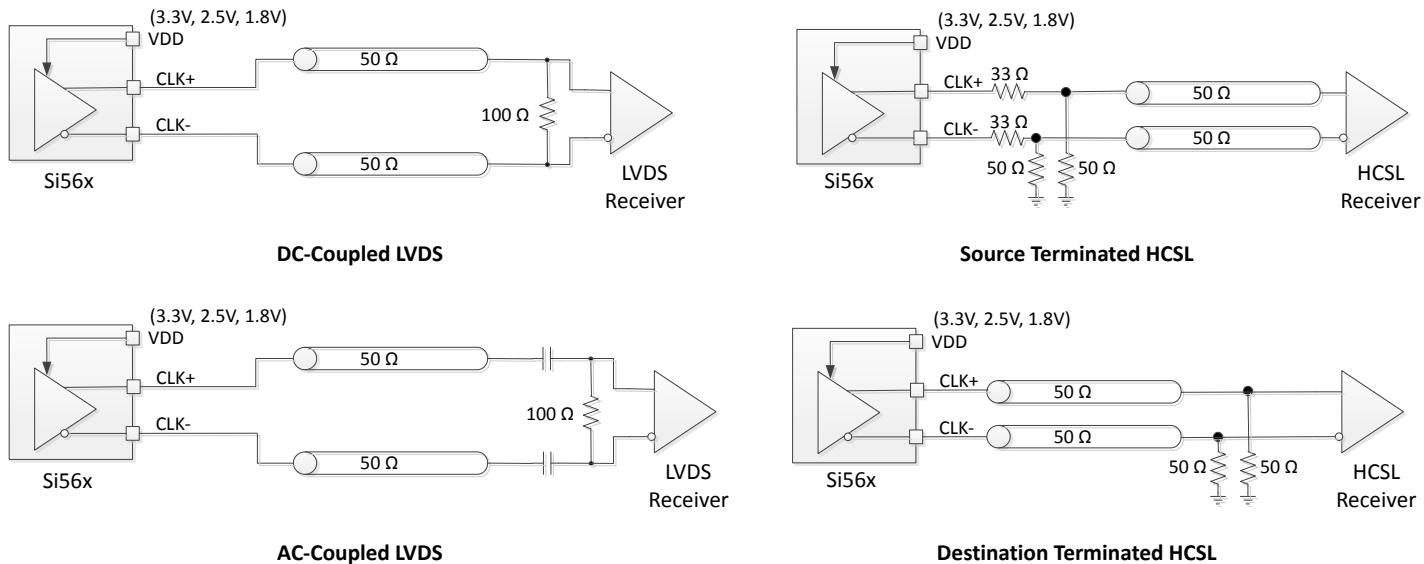 (3.3V, 2.5V, 1.8V)
VDD
CLK+
50 Ω
100 Ω
CLK-
50 Ω
Si56x
LVDS
Receiver
DC-Coupled LVDS
(3.3V, 2.5V, 1.8V)
VDD
CLK+
33 Ω
50 Ω
33 Ω
CLK-
50 Ω
50 Ω
50 Ω
Si56x
HCSL
Receiver
Source Terminated HCSL
(3.3V, 2.5V, 1.8V)
VDD
CLK+
50 Ω
100 Ω
CLK-
50 Ω
Si56x
LVDS
Receiver
AC-Coupled LVDS
(3.3V, 2.5V, 1.8V)
VDD
CLK+
50 Ω
CLK-
50 Ω
50 Ω
50 Ω
Si56x
HCSL
Receiver
Destination Terminated HCSL